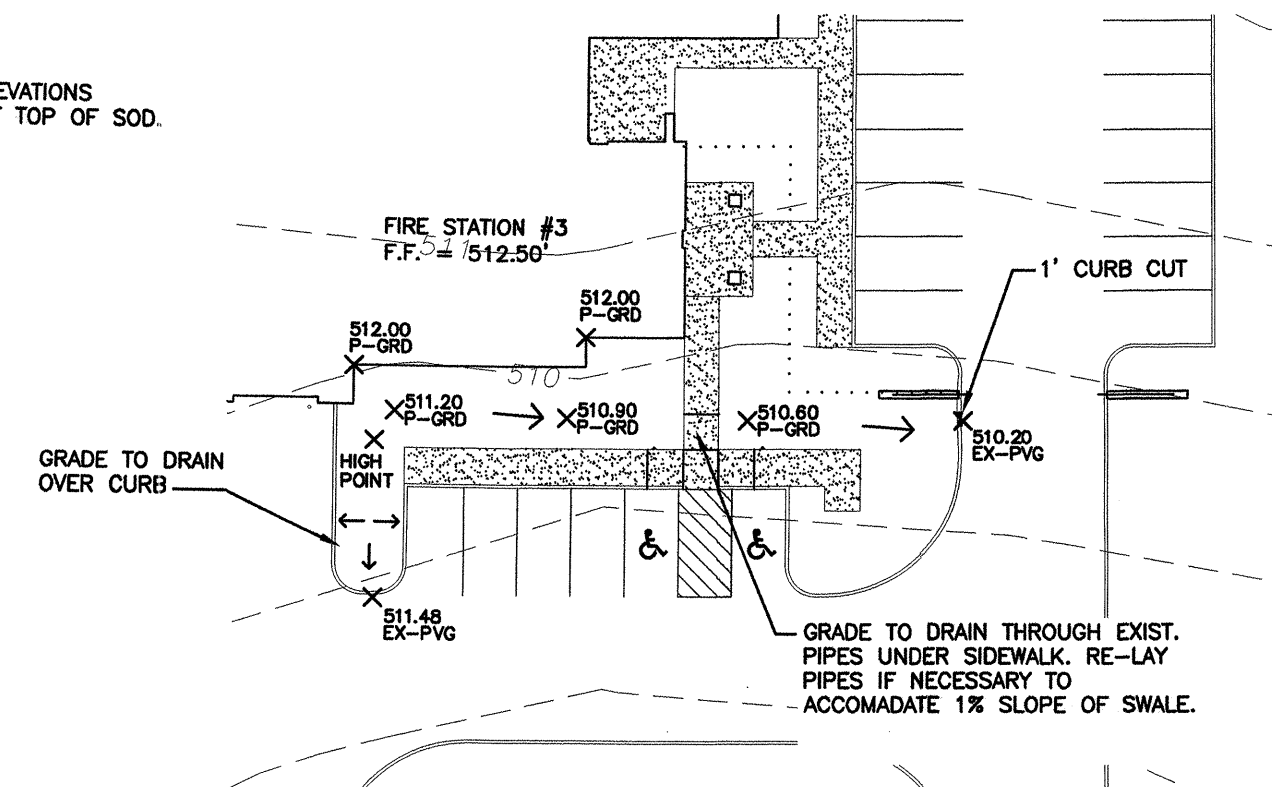 EVATIONS
TOP OF SOD.
FIRE STATION #3
511
F.F. = 512.50'
1' CURB CUT
512.00
P-GRD
512.00
P-GRD
510
511.20
P-GRD
510.90
P-GRD
510.60
P-GRD
510.20
EX-PVG
GRADE TO DRAIN
OVER CURB
HIGH
POINT
511.48
EX-PVG
GRADE TO DRAIN THROUGH EXIST.
PIPES UNDER SIDEWALK. RE-LAY
PIPES IF NECESSARY TO
ACCOMADATE 1% SLOPE OF SWALE.